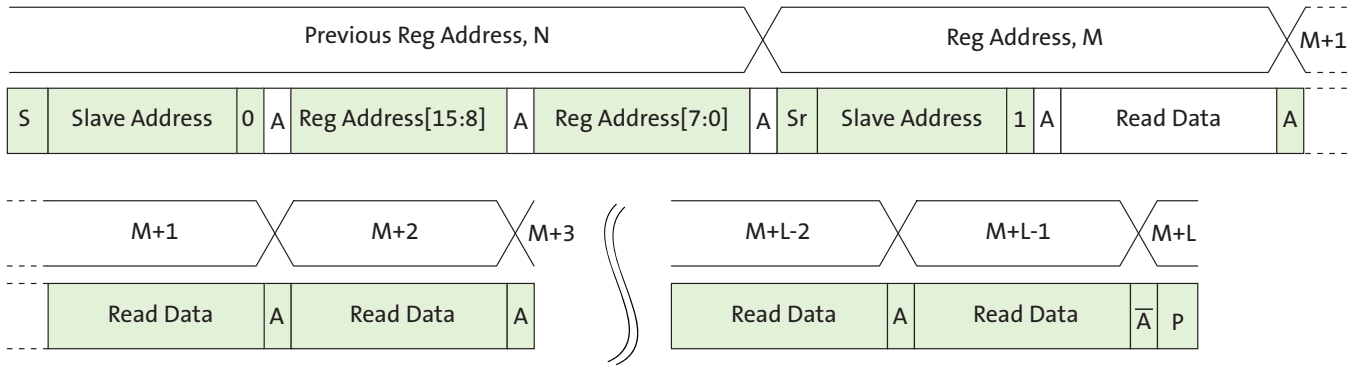 Previous Reg Address, N Reg Address, M M+1
S Slave Address 0 A Reg Address[15:8] A Reg Address[7:0] A Sr Slave Address 1 A Read Data A
M+1 M+2 M+3 M+L-2 M+L-1 M+L
Read Data A Read Data A Read Data A Read Data A̅ P